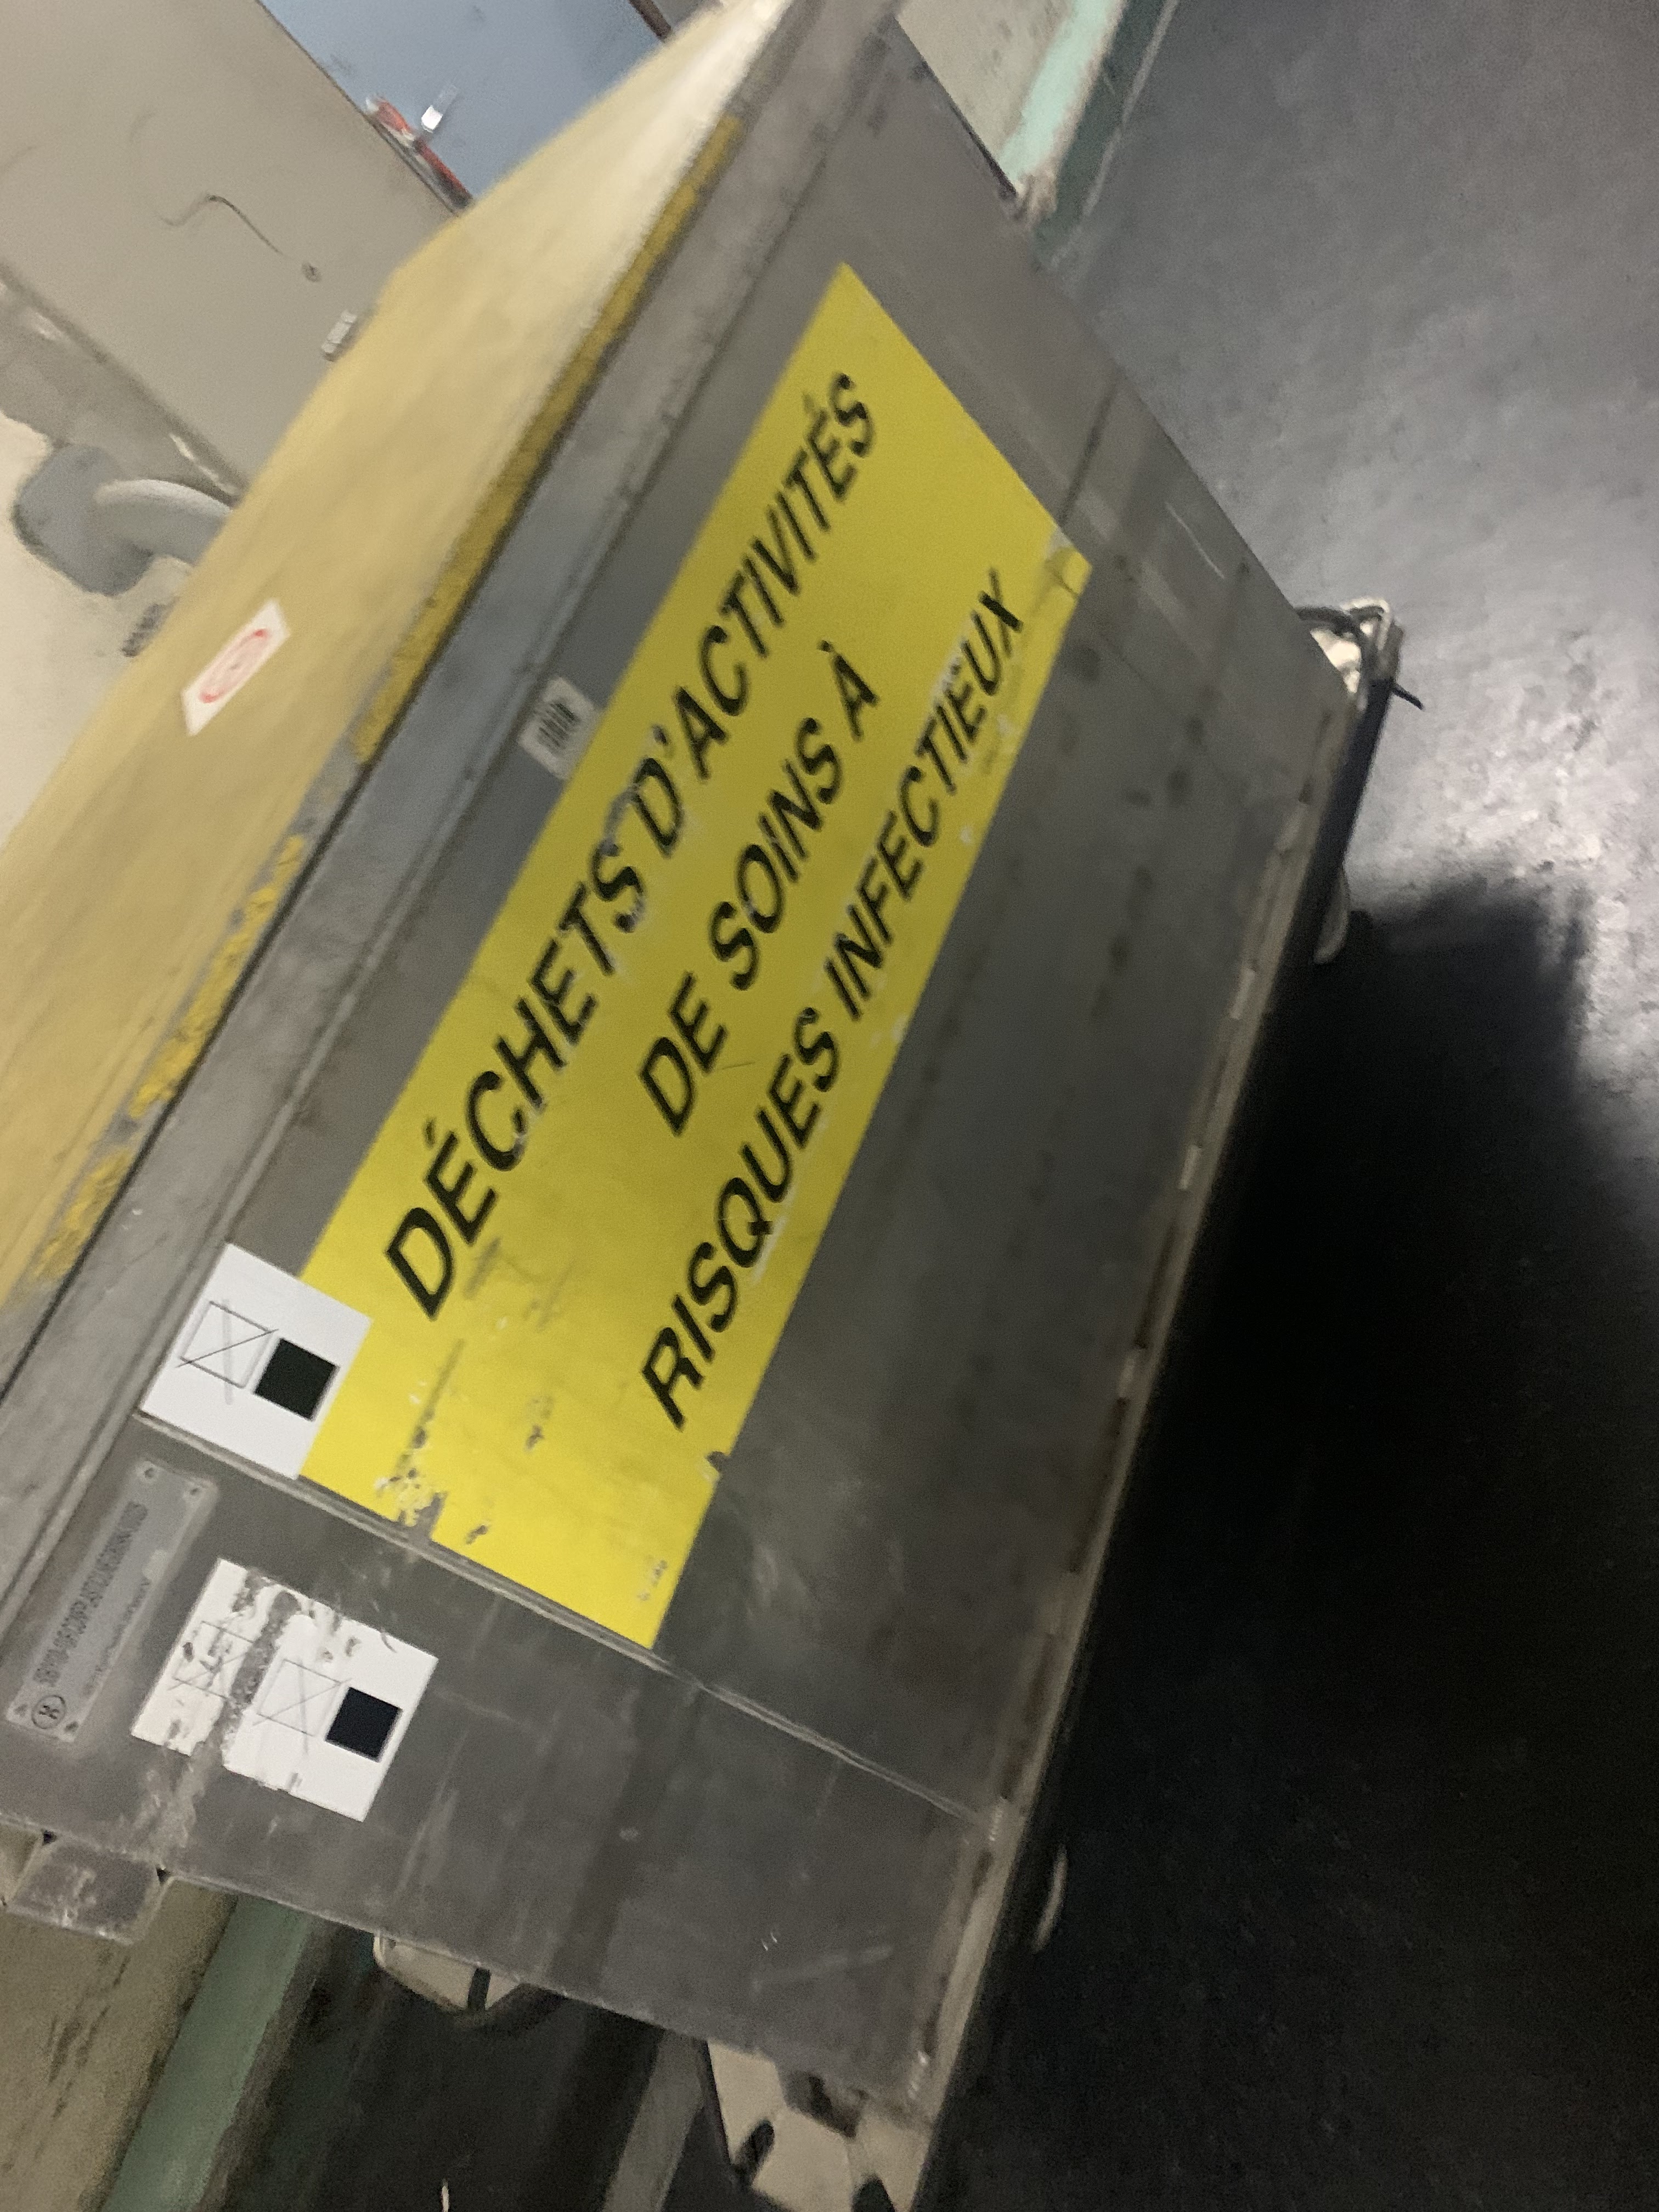 DÉCHETS D'ACTIVITÉS
DE SOINS À
RISQUES INFECTIEUX